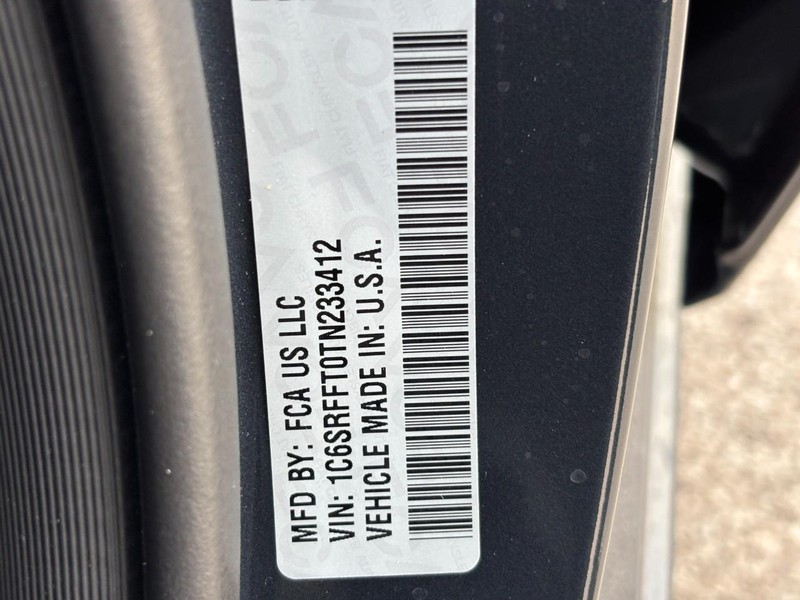 MFD BY: FCA US LLC
VIN: 1C6SRFFT0TN233412
VEHICLE MADE IN: U.S.A.